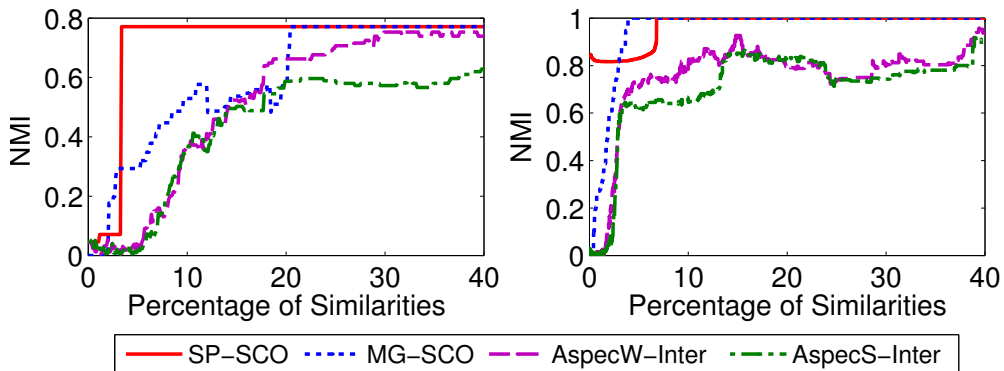 0.8
0.6
0.4
0.2
0
NMI
0 10 20 30 40
Percentage of Similarities
1
0.8
0.6
0.4
0.2
0
NMI
0 10 20 30 40
Percentage of Similarities
SP-SCO MG-SCO AspecW-Inter AspecS-Inter